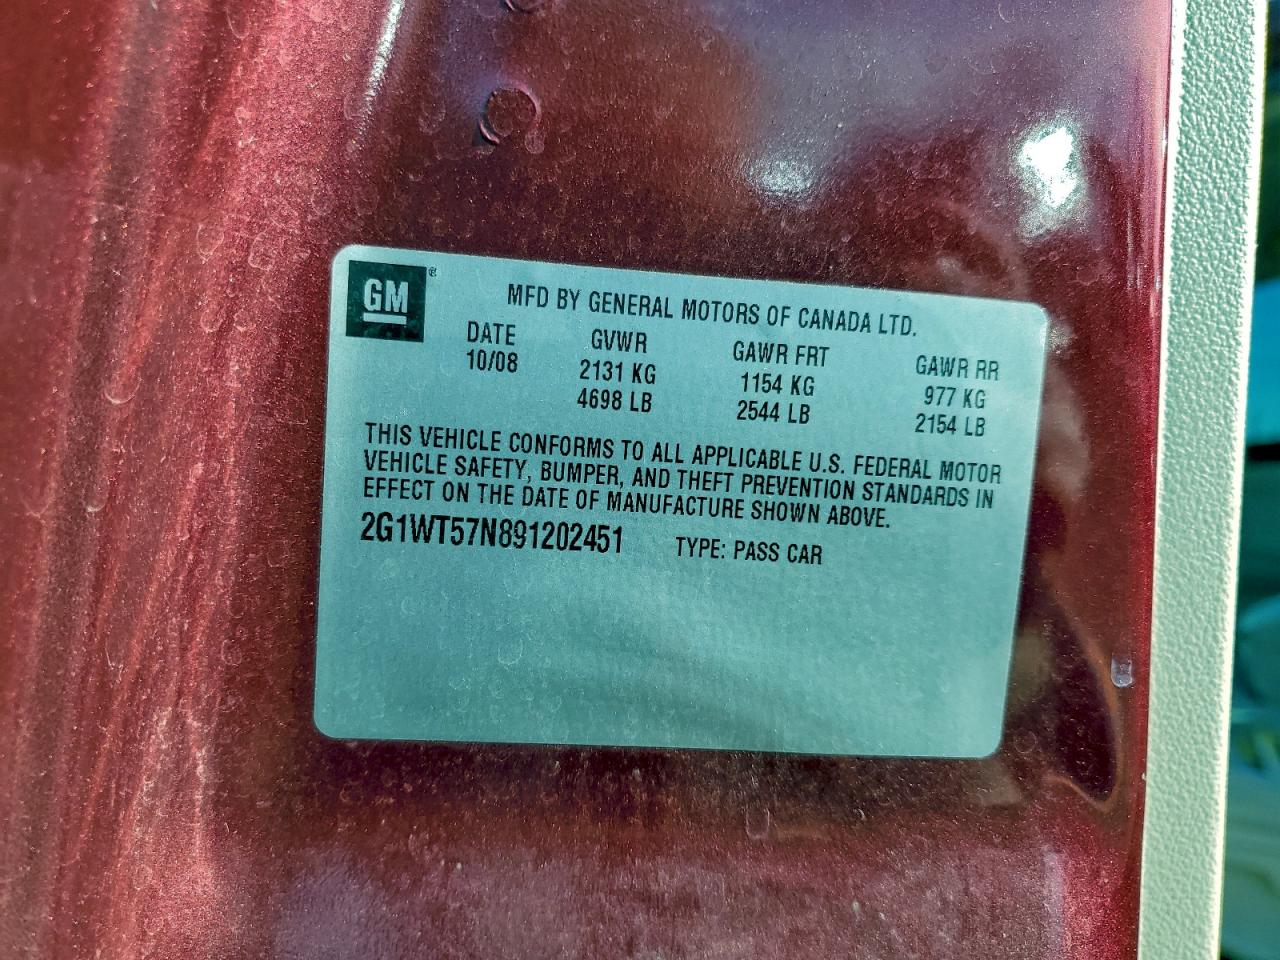 GM®
MFD BY GENERAL MOTORS OF CANADA LTD.
DATE GVWR GAWR FRT GAWR RR
10/08 2131 KG 1154 KG 977 KG
4698 LB 2544 LB 2154 LB
THIS VEHICLE CONFORMS TO ALL APPLICABLE U.S. FEDERAL MOTOR
VEHICLE SAFETY, BUMPER, AND THEFT PREVENTION STANDARDS IN
EFFECT ON THE DATE OF MANUFACTURE SHOWN ABOVE.
2G1WT57N891202451 TYPE: PASS CAR